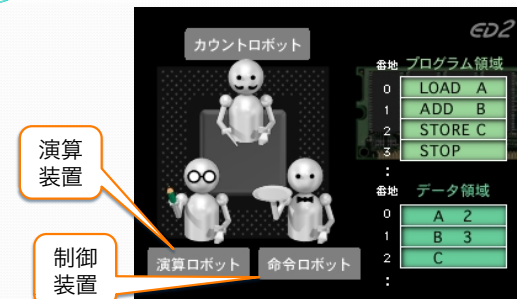 ED2
カウントロボット
番地 プログラム領域
0 LOAD A
1 ADD B
2 STORE C
3 STOP
:
番地 データ領域
0 A 2
1 B 3
2 C
:
演算
装置
制御
装置
演算ロボット
命令ロボット